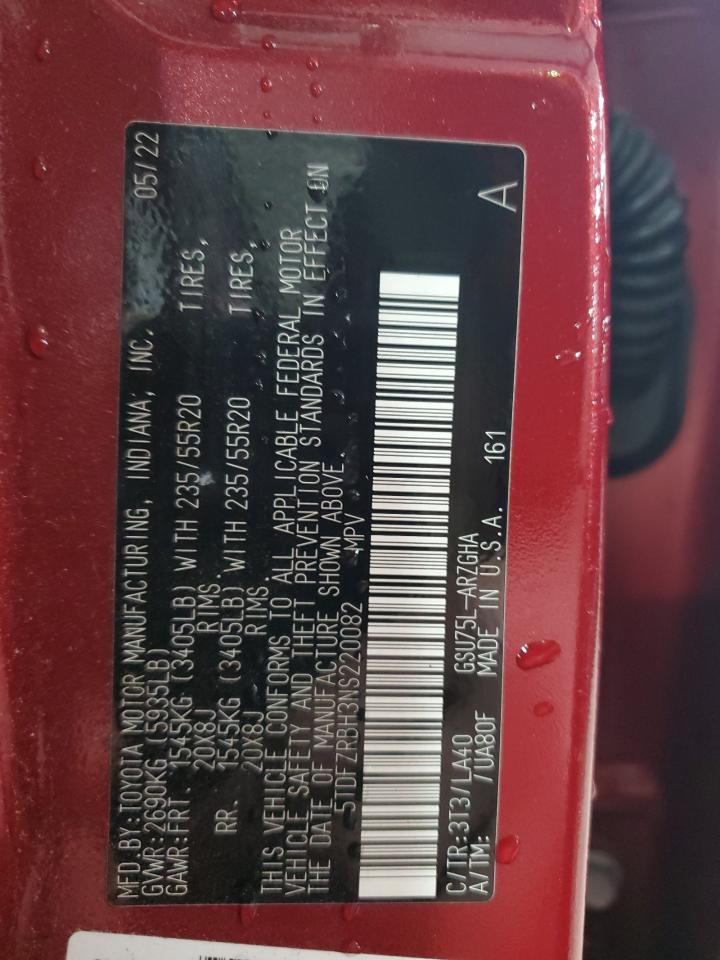 MFD.BY:TOYOTA MOTOR MANUFACTURING, INDIANA, INC. 05/22
GVWR:2690KG (5935LB)
GAWR:FRT. 1545KG (3405LB) WITH 235/55R20 TIRES,
20X8J RIMS.
RR. 1545KG (3405LB) WITH 235/55R20 TIRES,
20X8J RIMS.
THIS VEHICLE CONFORMS TO ALL APPLICABLE FEDERAL MOTOR
VEHICLE SAFETY AND THEFT PREVENTION STANDARDS IN EFFECT ON
THE DATE OF MANUFACTURE SHOWN ABOVE.
5TDFZRBH3NS220082 MPV
C/TR:3T3/LA40 GSU75L-ARZGHA
A/TM: /UA80F MADE IN U.S.A. 161 A